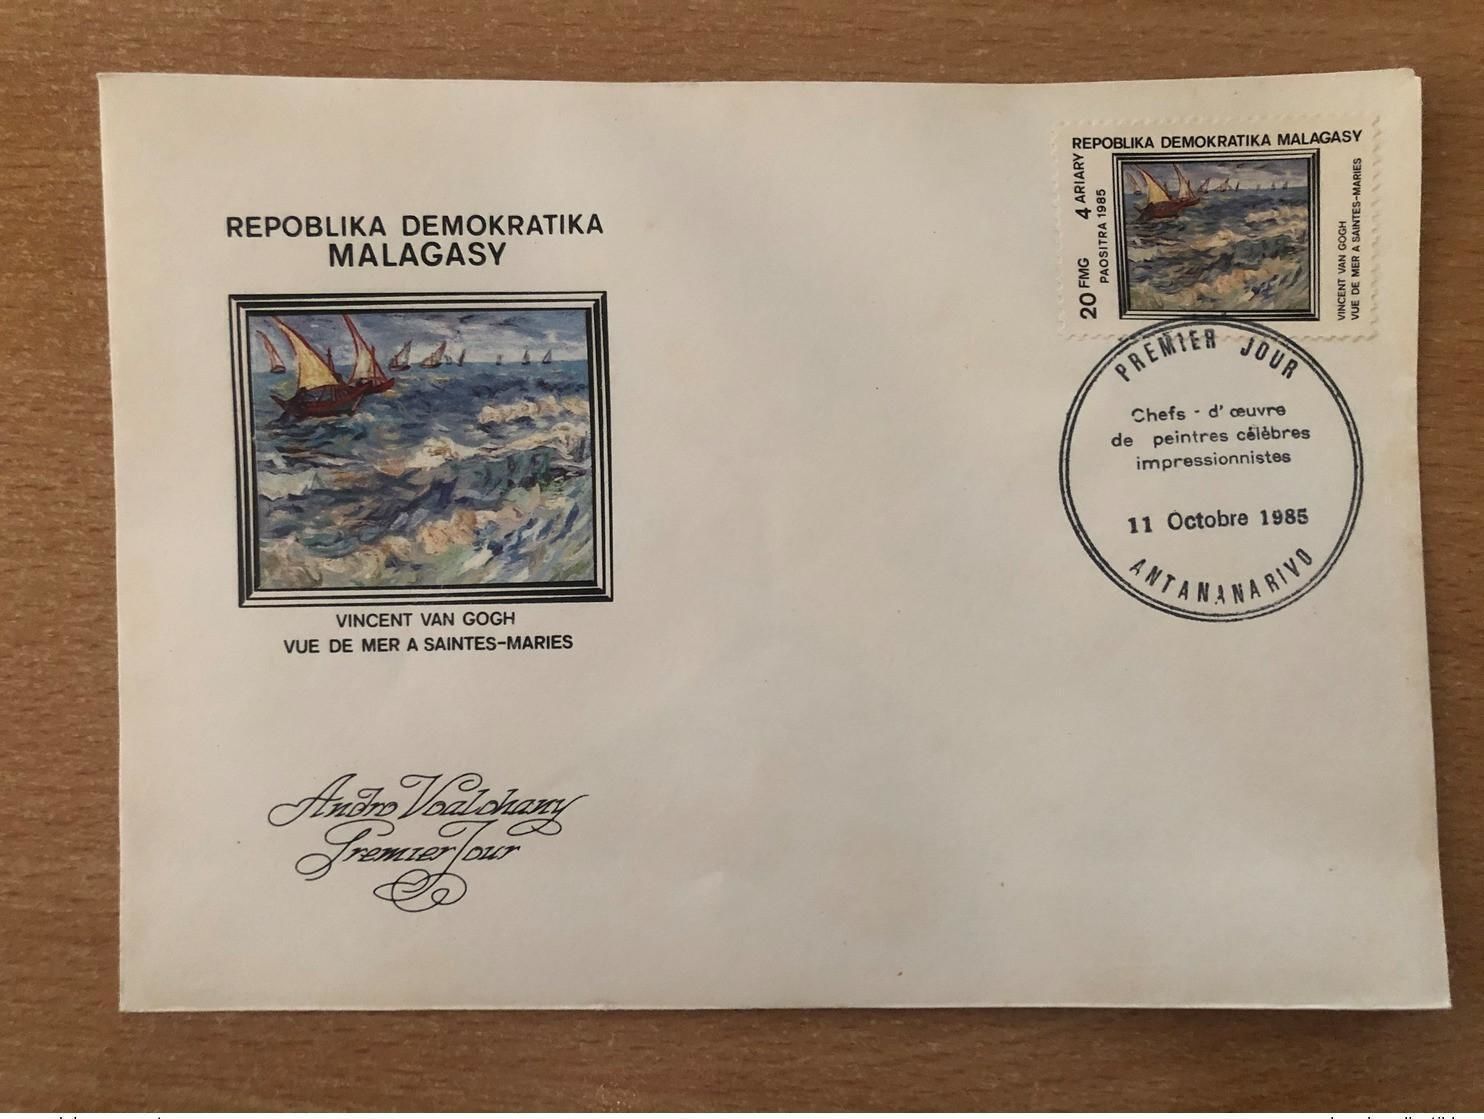 REPOBLIKA DEMOKRATIKA
MALAGASY
VINCENT VAN GOGH
VUE DE MER A SAINTES-MARIES
Andro Voalohany
Premier Jour
REPOBLIKA DEMOKRATIKA MALAGASY
20 FMG 4 ARIARY
PAOSITRA 1985
VINCENT VAN GOGH
VUE DE MER A SAINTES-MARIES
PREMIER JOUR
Chefs - d'œuvre
de peintres célèbres
impressionnistes
11 Octobre 1985
ANTANANARIVO